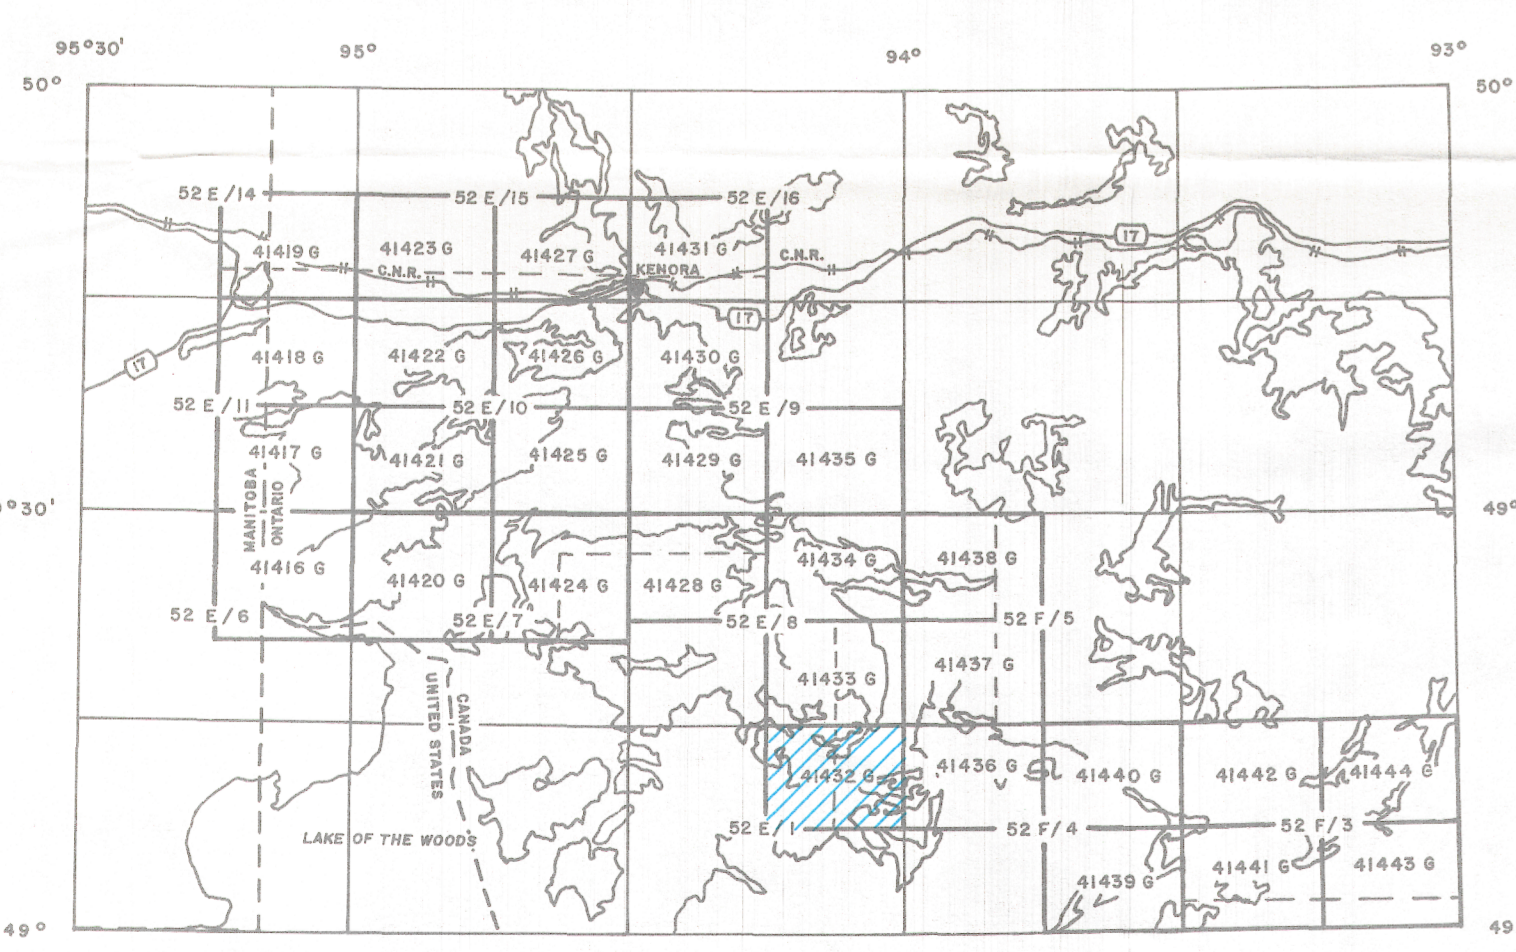 95°30' 95° 94° 93°
50° 50°
52 E/14 52 E/15 52 E/16
41419 G 41423 G 41427 G 41431 G 17
C.N.R. KENORA C.N.R.
17
17
41418 G 41422 G 41426 G 41430 G
52 E/11 52 E/10 52 E/9
41417 G 41421 G 41425 G 41429 G 41435 G
MANITOBA
ONTARIO
°30' 49°
41416 G 41420 G 41424 G 41428 G 41434 G 41438 G
52 E/6 52 E/7 52 E/8 52 F/5
41433 G 41437 G
CANADA
UNITED STATES
41432 G 41436 G 41440 G 41442 G 41444 G
52 E/1 52 F/4 52 F/3
LAKE OF THE WOODS
41439 G 41441 G 41443 G
49° 49